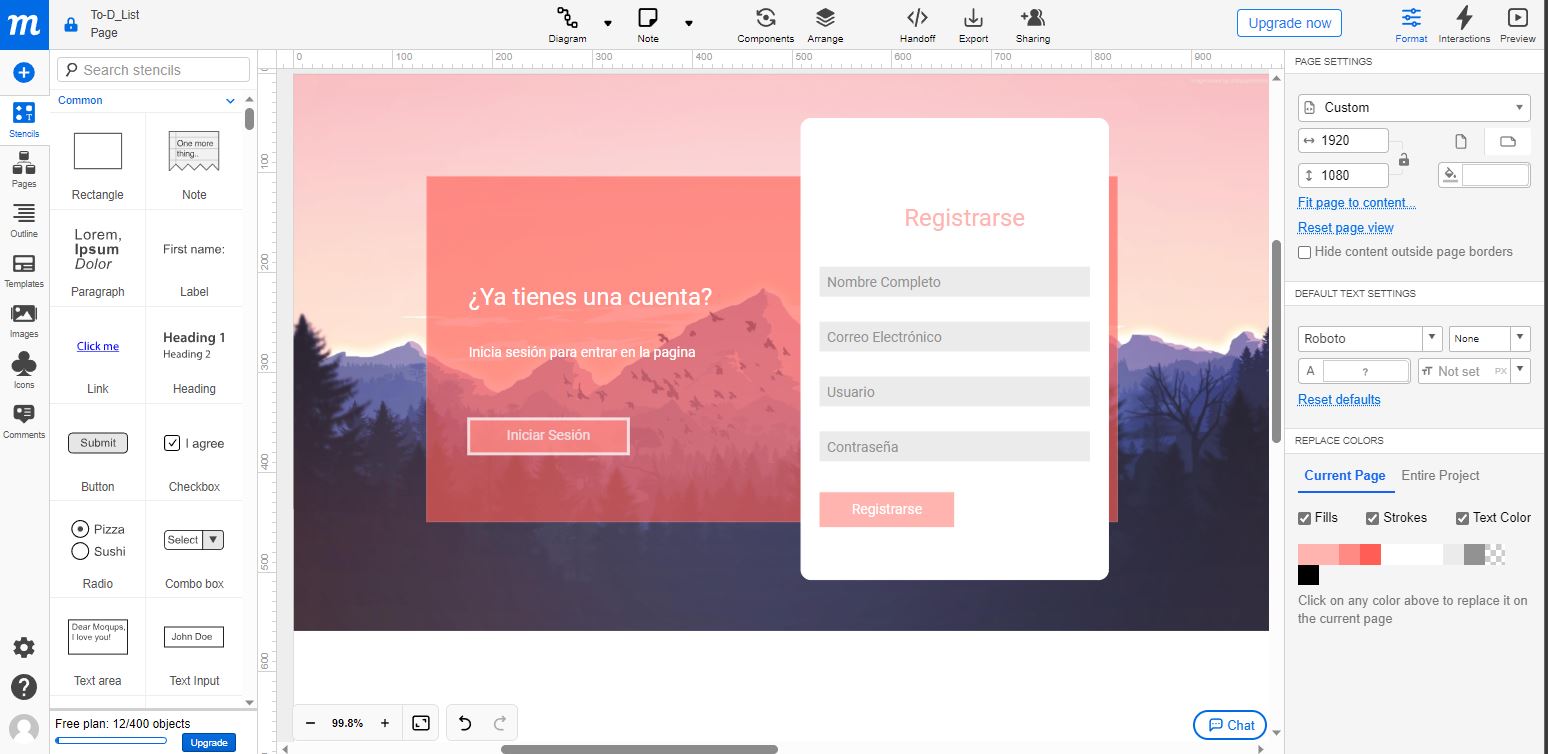 m
To-D_List
Page
Diagram
Note
Components
Arrange
Handoff
Export
Sharing
Upgrade now
Format
Interactions
Preview
Stencils
Pages
Outline
Templates
Images
Icons
Comments
Search stencils
Common
Rectangle
One more
thing..
Note
Lorem,
Ipsum
Dolor
Paragraph
First name:
Label
Click me
Link
Heading 1
Heading 2
Heading
Submit
Button
I agree
Checkbox
Pizza
Sushi
Radio
Select
Combo box
Dear Moqups,
I love you!
Text area
John Doe
Text Input
Free plan: 12/400 objects
Upgrade
0 100 200 300 400 500 600 700 800 900
100
200
300
400
500
600
¿Ya tienes una cuenta?
Inicia sesión para entrar en la pagina
Iniciar Sesión
Registrarse
Nombre Completo
Correo Electrónico
Usuario
Contraseña
Registrarse
99.8%
Chat
PAGE SETTINGS
Custom
1920
1080
Fit page to content...
Reset page view
Hide content outside page borders
DEFAULT TEXT SETTINGS
Roboto
None
A ?
Not set PX
Reset defaults
REPLACE COLORS
Current Page
Entire Project
Fills
Strokes
Text Color
Click on any color above to replace it on
the current page